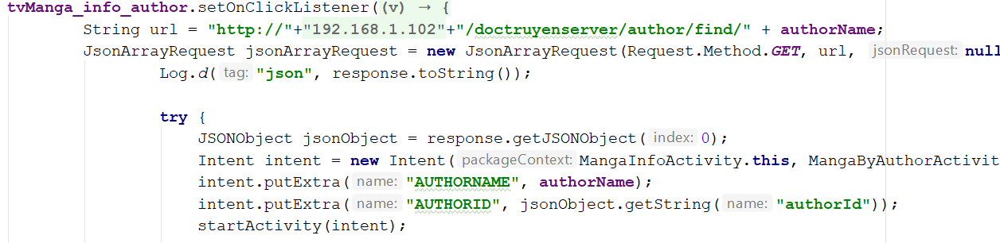 tvManga_info_author.setOnClickListener((v) → {
String url = "http://"+"192.168.1.102"+"/doctruyenserver/author/find/" + authorName;
JsonArrayRequest jsonArrayRequest = new JsonArrayRequest(Request.Method.GET, url, jsonRequest: null
Log.d( tag: "json", response.toString());
try {
JSONObject jsonObject = response.getJSONObject( index: 0);
Intent intent = new Intent( packageContext: MangaInfoActivity.this, MangaByAuthorActivit
intent.putExtra( name: "AUTHORNAME", authorName);
intent.putExtra( name: "AUTHORID", jsonObject.getString( name: "authorId"));
startActivity(intent);